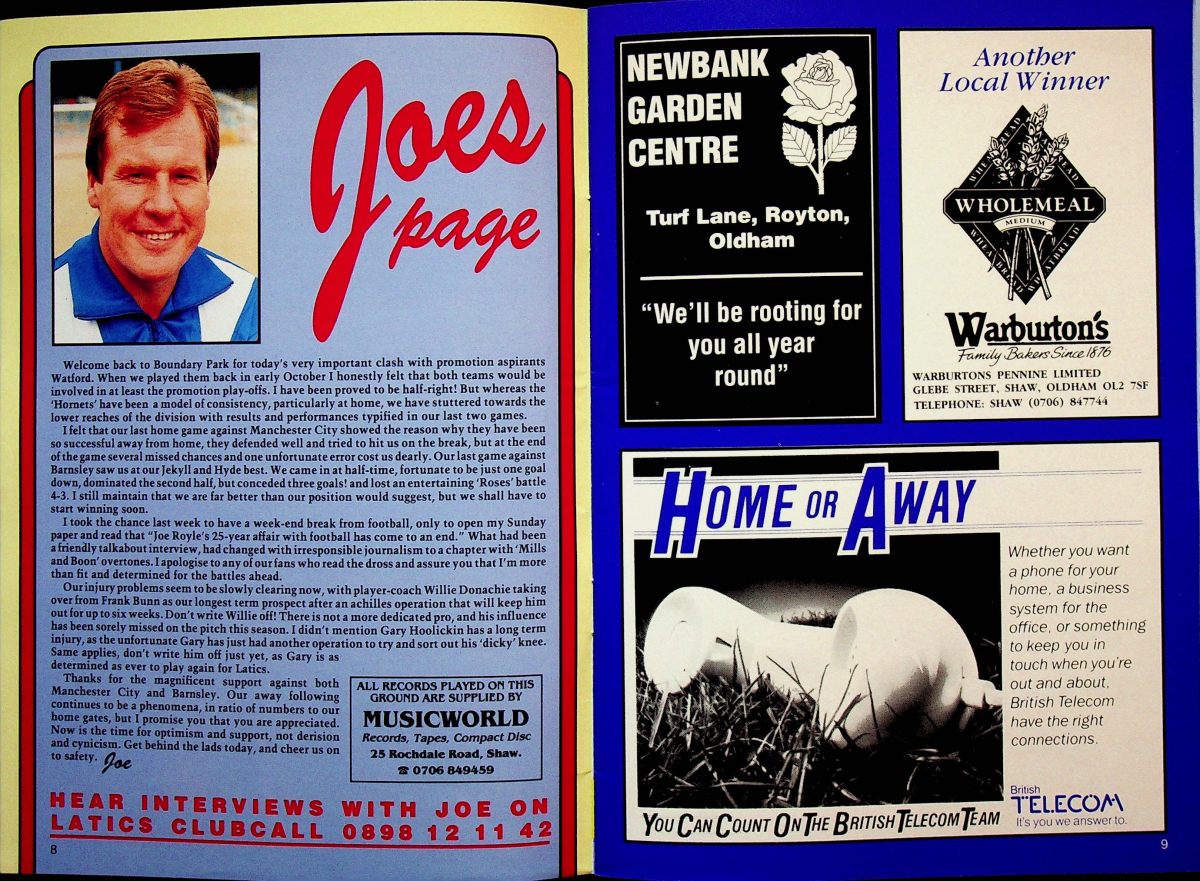 Joes
page
Welcome back to Boundary Park for today's very important clash with promotion aspirants
Watford. When we played them back in early October I honestly felt that both teams would be
involved in at least the promotion play-offs. I have been proved to be half-right! But whereas the
'Hornets' have been a model of consistency, particularly at home, we have stuttered towards the
lower reaches of the division with results and performances typified in our last two games.
I felt that our last home game against Manchester City showed the reason why they have been
so successful away from home, they defended well and tried to hit us on the break, but at the end
of the game several missed chances and one unfortunate error cost us dearly. Our last game against
Barnsley saw us at our Jekyll and Hyde best. We came in at half-time, fortunate to be just one goal
down, dominated the second half, but conceded three goals! and lost an entertaining 'Roses' battle
4-3. I still maintain that we are far better than our position would suggest, but we shall have to
start winning soon.
I took the chance last week to have a week-end break from football, only to open my Sunday
paper and read that "Joe Royle's 25-year affair with football has come to an end." What had been
a friendly talkabout interview, had changed with irresponsible journalism to a chapter with 'Mills
and Boon' overtones. I apologise to any of our fans who read the dross and assure you that I'm more
than fit and determined for the battles ahead.
Our injury problems seem to be slowly clearing now, with player-coach Willie Donachie taking
over from Frank Bunn as our longest term prospect after an achilles operation that will keep him
out for up to six weeks. Don't write Willie off! There is not a more dedicated pro, and his influence
has been sorely missed on the pitch this season. I didn't mention Gary Hoolickin has a long term
injury, as the unfortunate Gary has just had another operation to try and sort out his 'dicky' knee.
Same applies, don't write him off just yet, as Gary is as
determined as ever to play again for Latics.
Thanks for the magnificent support against both
Manchester City and Barnsley. Our away following
continues to be a phenomena, in ratio of numbers to our
home gates, but I promise you that you are appreciated.
Now is the time for optimism and support, not derision
and cynicism. Get behind the lads today, and cheer us on
to safety. Joe
ALL RECORDS PLAYED ON THIS
GROUND ARE SUPPLIED BY
MUSICWORLD
Records, Tapes, Compact Disc
25 Rochdale Road, Shaw.
☎ 0706 849459
HEAR INTERVIEWS WITH JOE ON
LATICS CLUBCALL 0898 12 11 42
8
NEWBANK
GARDEN
CENTRE
Turf Lane, Royton,
Oldham
"We'll be rooting for
you all year
round"
Another
Local Winner
WHEATBREAD
WHOLEMEAL
MEDIUM
WHEATBREAD
Warburton's
Family Bakers Since 1876
WARBURTONS PENNINE LIMITED
GLEBE STREET, SHAW, OLDHAM OL2 7SF
TELEPHONE: SHAW (0706) 847744
HOME OR AWAY
Whether you want
a phone for your
home, a business
system for the
office, or something
to keep you in
touch when you're
out and about,
British Telecom
have the right
connections.
British
TELECOM
It's you we answer to.
YOU CAN COUNT ON THE BRITISH TELECOM TEAM
9